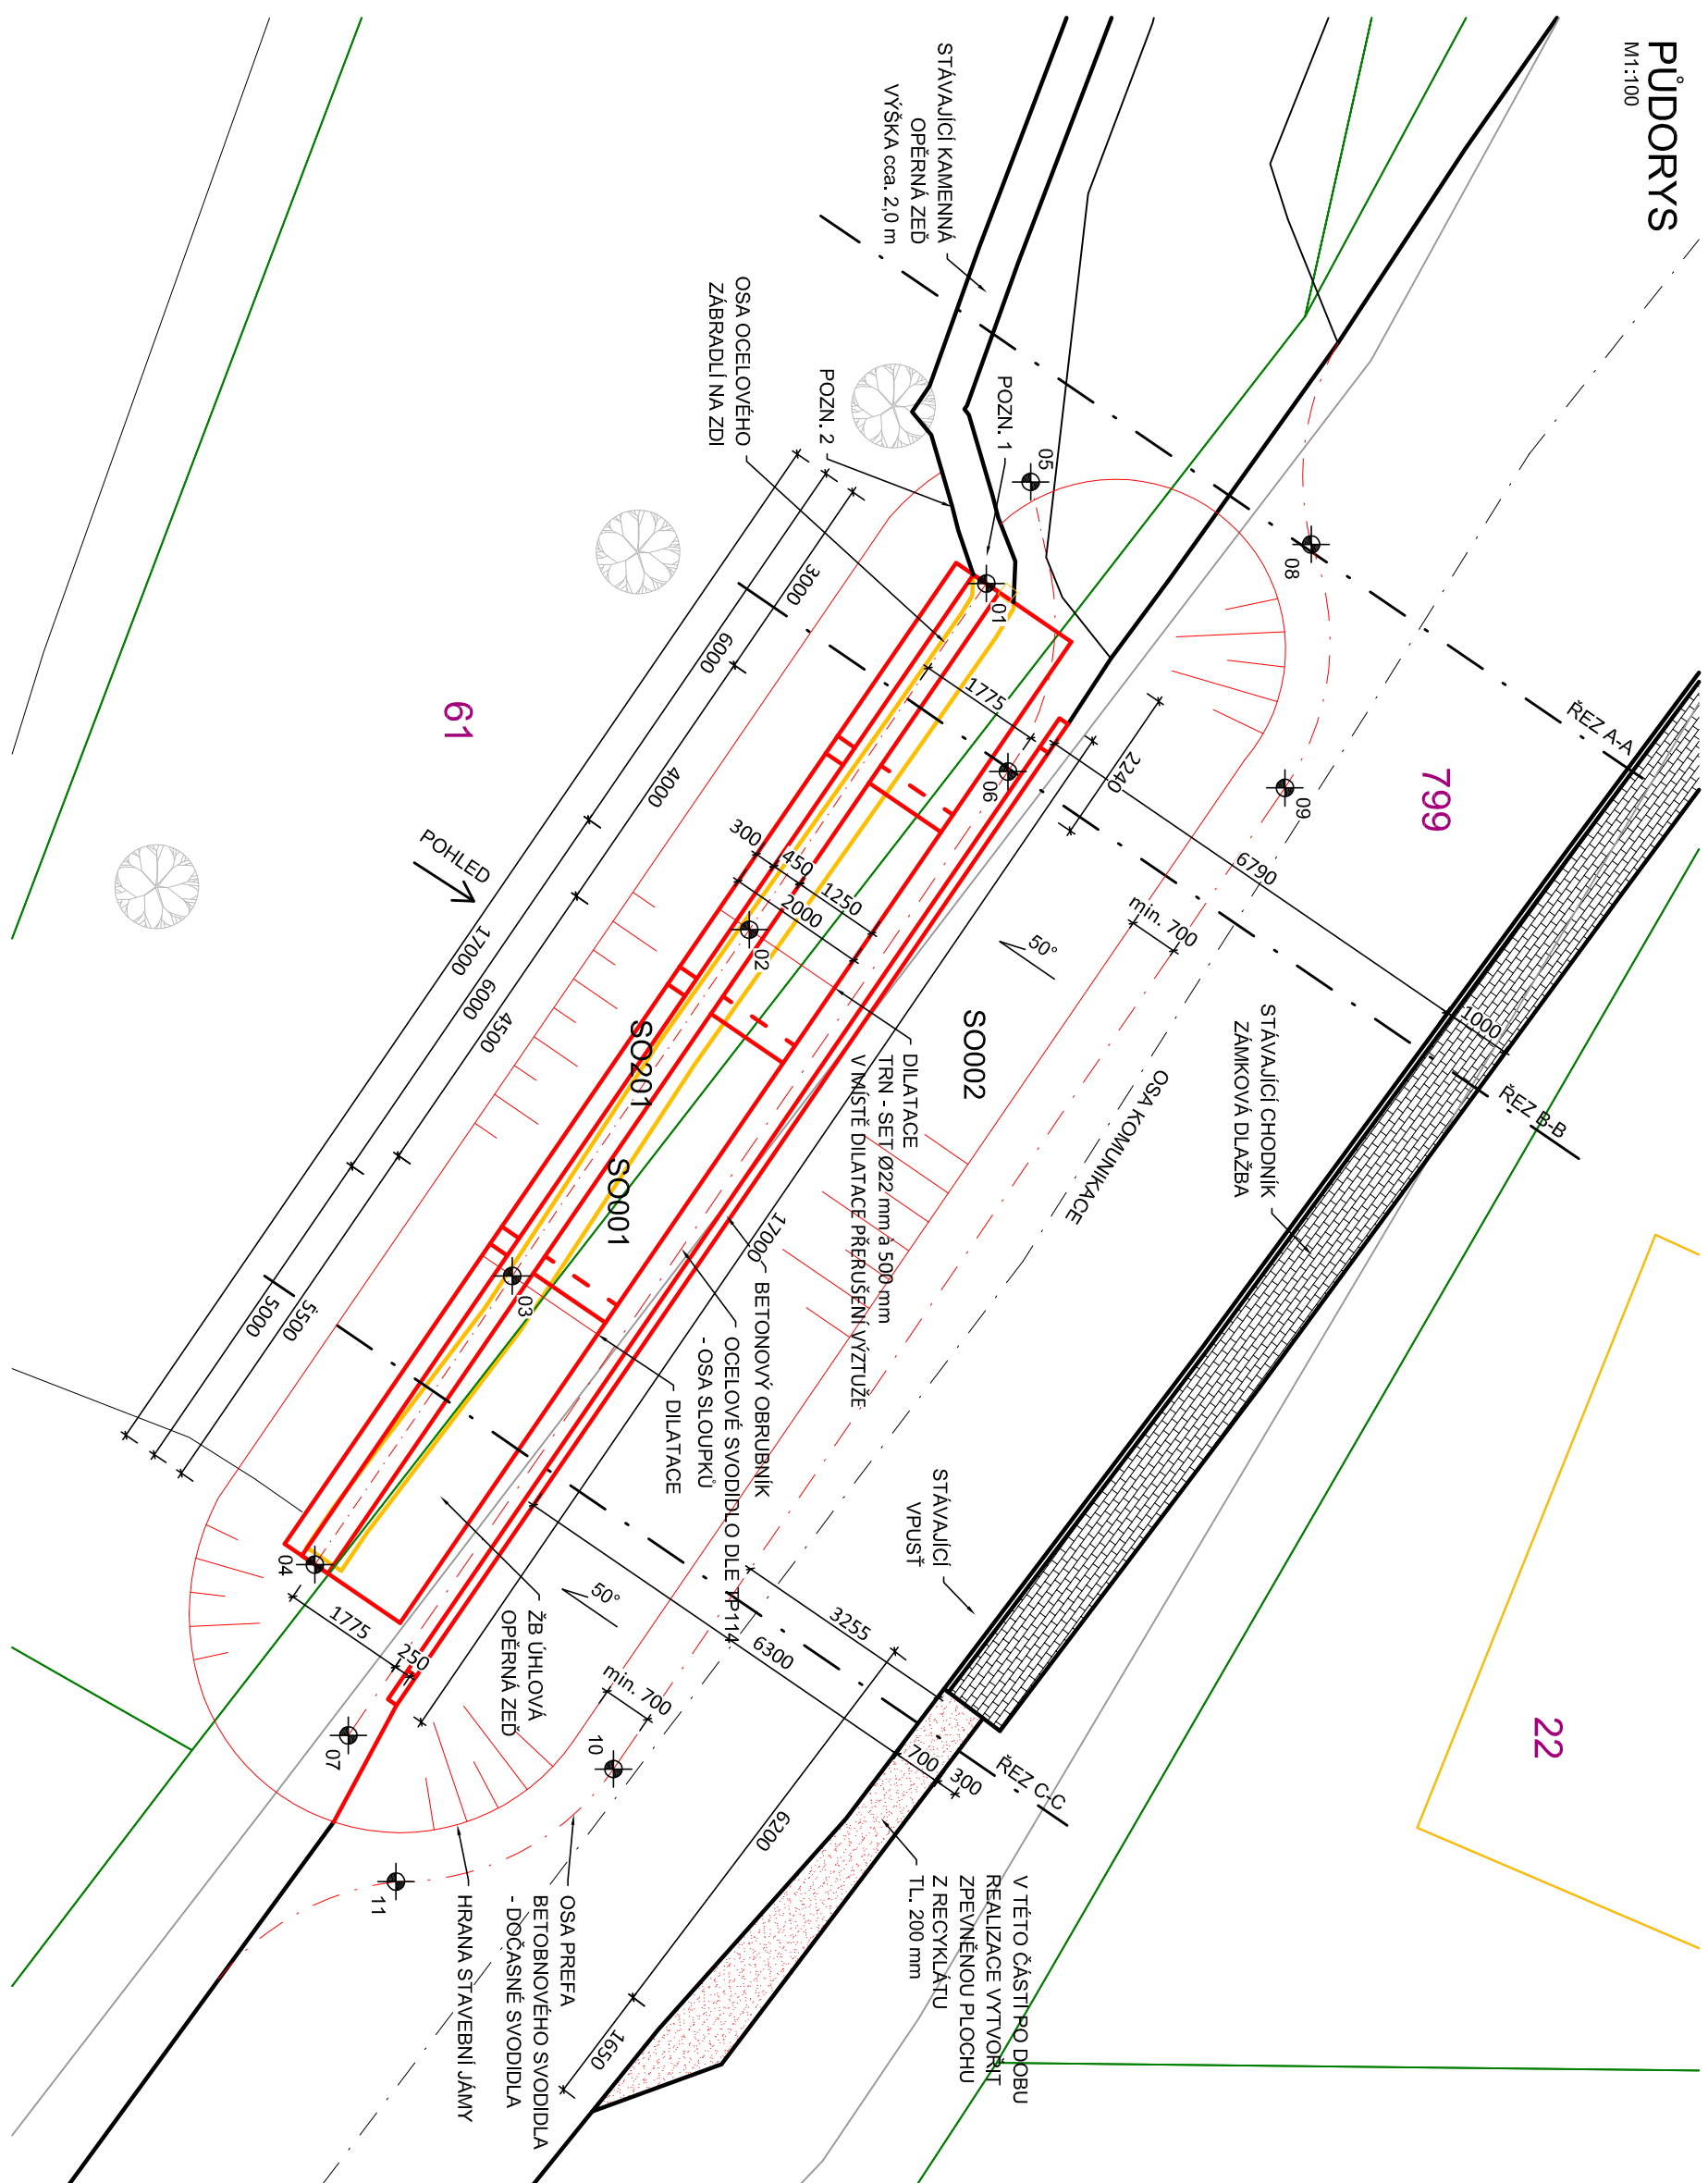 PŮDORYS
M1:100
STÁVAJÍCÍ KAMENNÁ
OPĚRNÁ ZEĎ
VÝŠKA cca. 2,0 m
OSA OCELOVÉHO
ZÁBRADLÍ NA ZDI
POZN. 2
POZN. 1
05
08
01
06
09
02
03
04
07
10
11
ŘEZ A-A
ŘEZ B-B
ŘEZ C-C
799
61
22
3000
6000
4000
17000
6000
4500
5500
5000
1775
2240
6790
1000
300
450
1250
2000
min. 700
50°
POHLED
SO002
SO201
SO001
STÁVAJÍCÍ CHODNÍK
ZÁMKOVÁ DLAŽBA
OSA KOMUNIKACE
DILATACE
TRN - SET Ø22 mm á 500 mm
V MÍSTĚ DILATACE PŘERUŠENÍ VÝZTUŽE
17000
BETONOVÝ OBRUBNÍK
OCELOVÉ SVODIDLO DLE TP114
- OSA SLOUPKŮ
DILATACE
STÁVAJÍCÍ
VPUSŤ
3255
6300
50°
min. 700
1775
250
ŽB ÚHLOVÁ
OPĚRNÁ ZEĎ
700
300
6200
1650
V TÉTO ČÁSTI PO DOBU
REALIZACE VYTVOŘIT
ZPEVNĚNOU PLOCHU
Z RECYKLÁTU
TL. 200 mm
OSA PREFA
BETOBNOVÉHO SVODIDLA
- DOČASNÉ SVODIDLA
HRANA STAVEBNÍ JÁMY